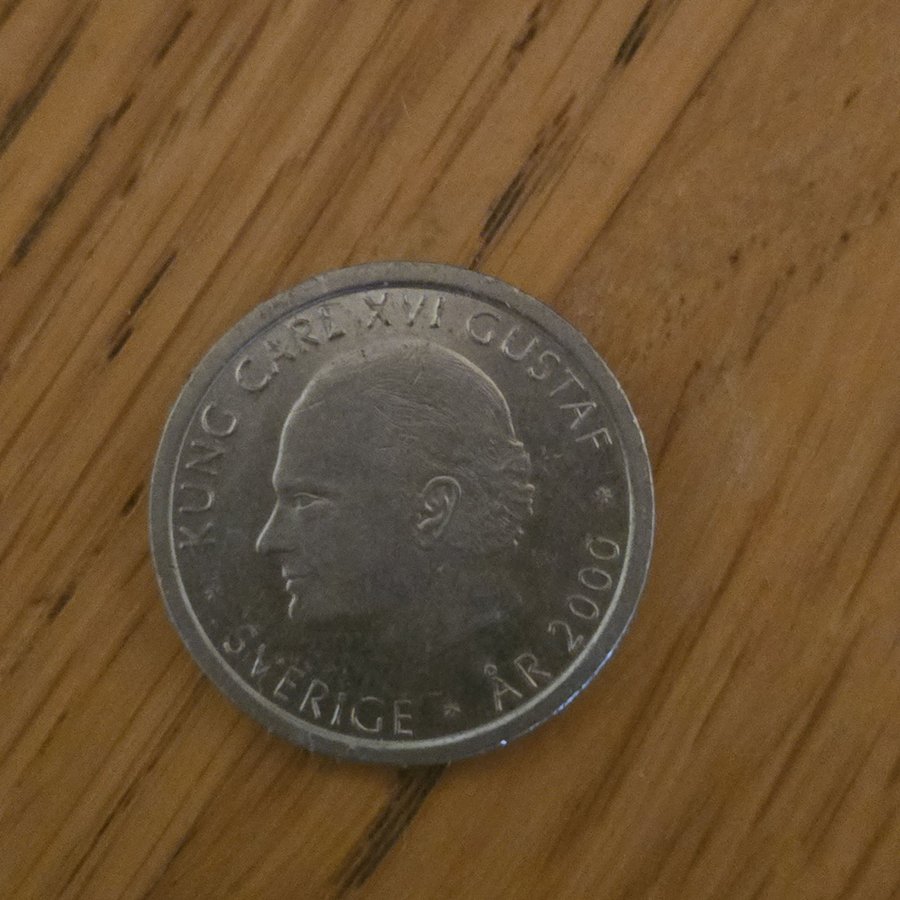 KUNG CARL XVI GUSTAF
* SVERIGE * ÅR 2000 *